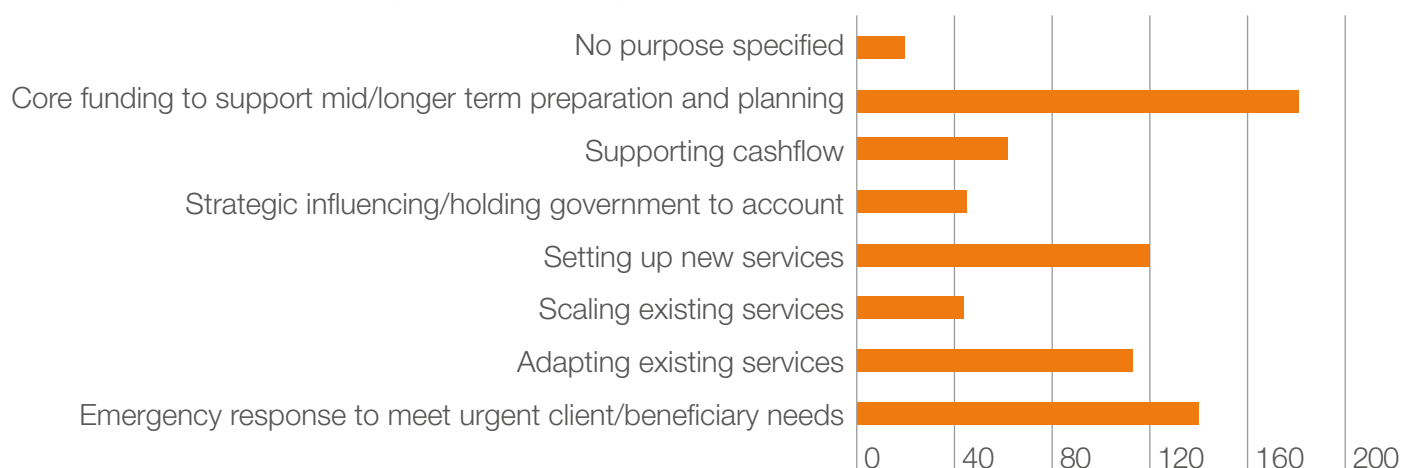 No purpose specified
Core funding to support mid/longer term preparation and planning
Supporting cashflow
Strategic influencing/holding government to account
Setting up new services
Scaling existing services
Adapting existing services
Emergency response to meet urgent client/beneficiary needs
0 40 80 120 160 200